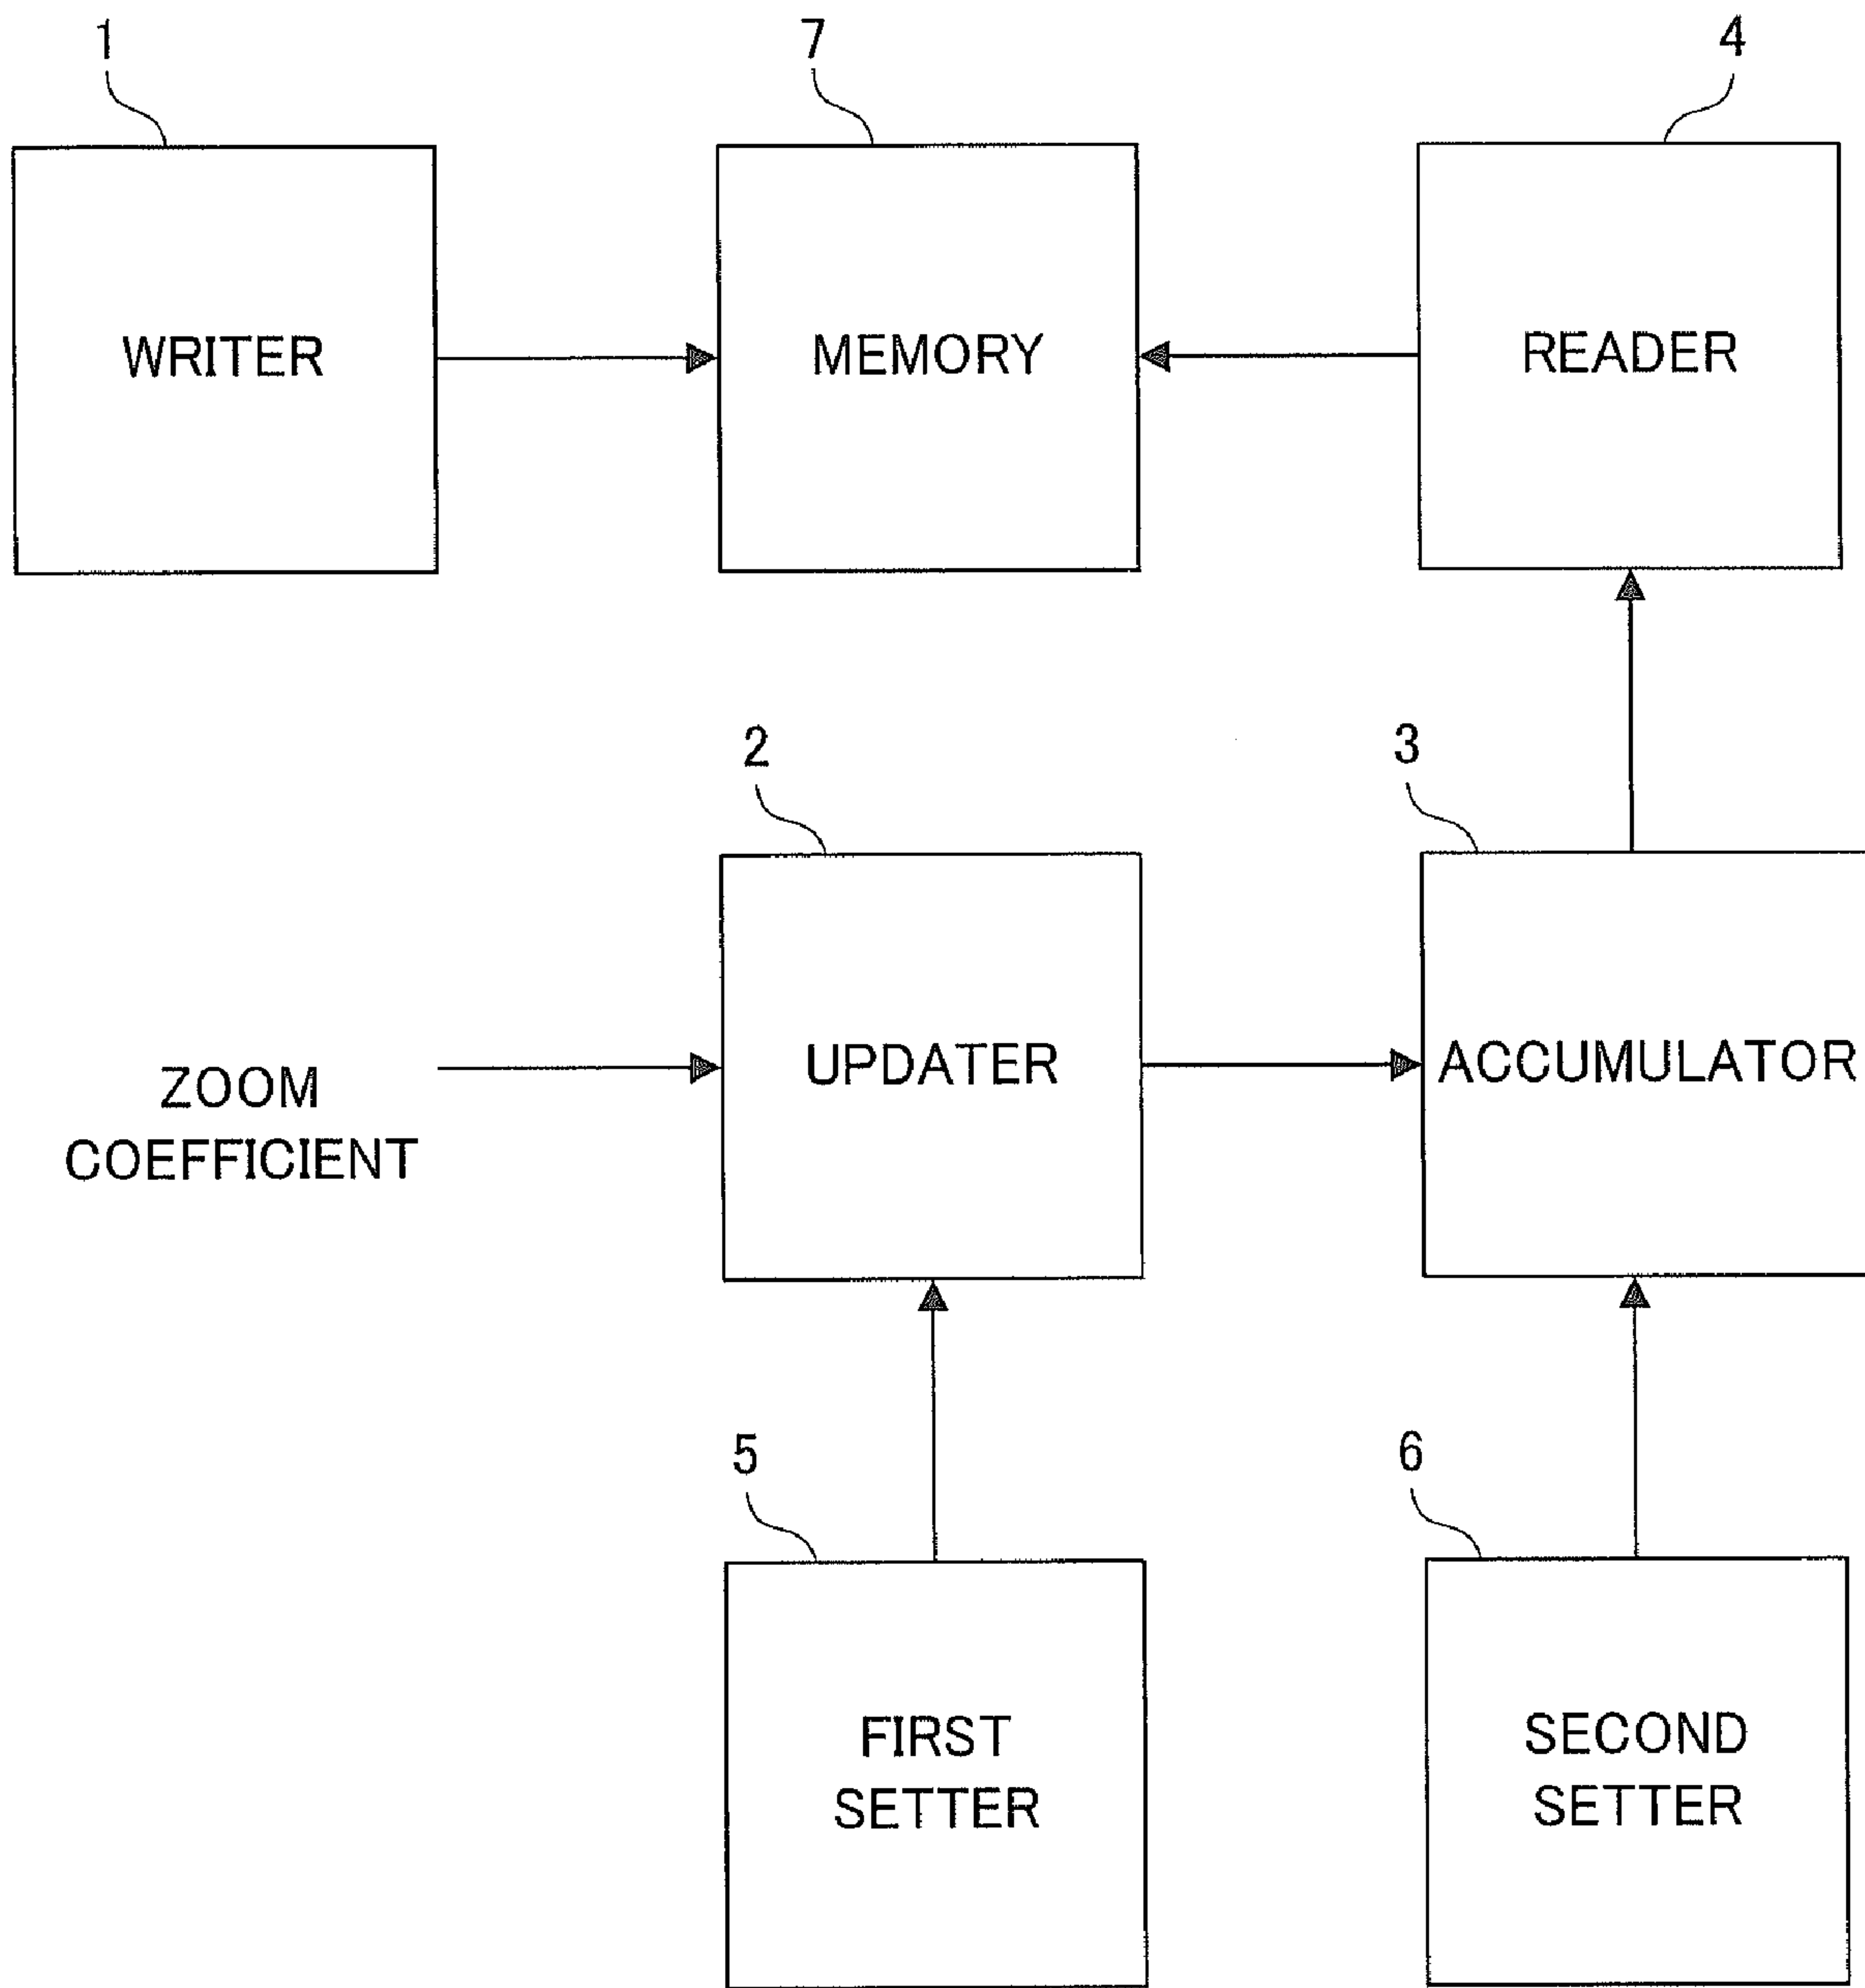 1
7
4
WRITER
MEMORY
READER
2
3
ZOOM
COEFFICIENT
UPDATER
ACCUMULATOR
5
6
FIRST
SETTER
SECOND
SETTER